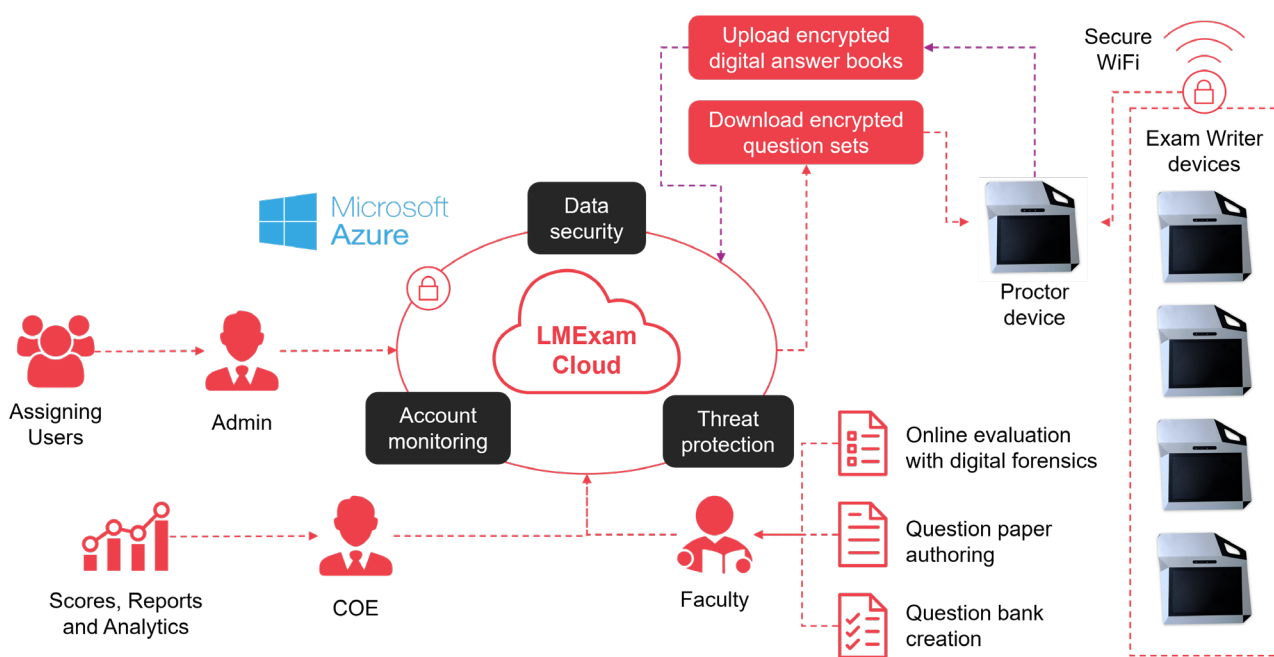 Upload encrypted
digital answer books
Secure
WiFi
Download encrypted
question sets
Exam Writer
devices
Microsoft
Azure
Data
security
Proctor
device
LMExam
Cloud
Assigning
Users
Admin
Account
monitoring
Threat
protection
Online evaluation
with digital forensics
Question paper
authoring
Scores, Reports
and Analytics
COE
Faculty
Question bank
creation